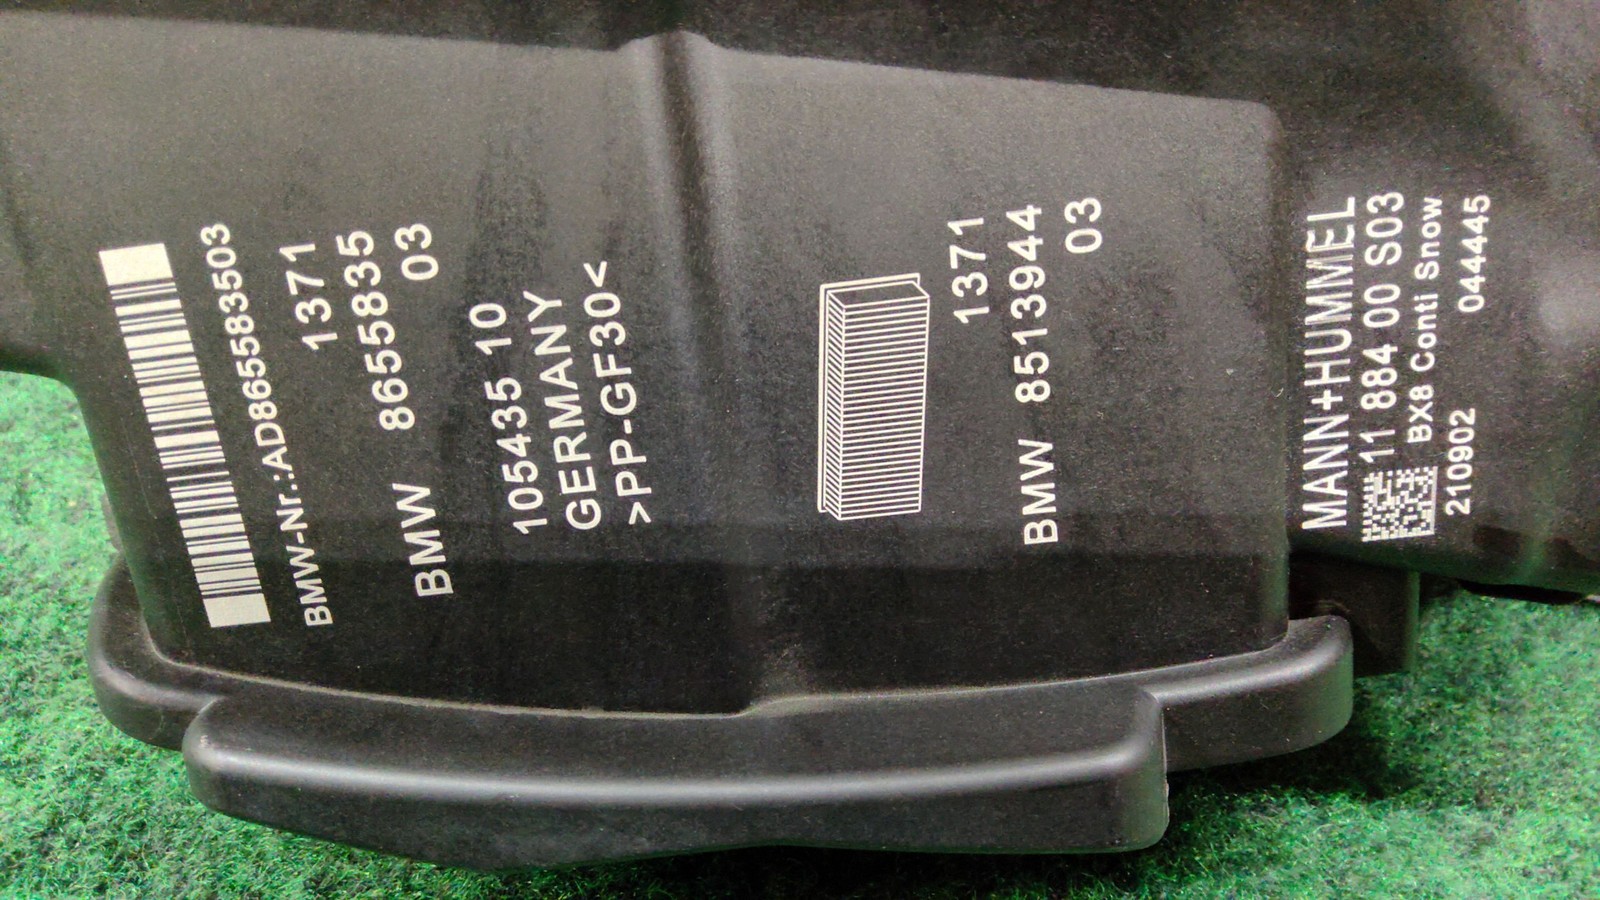 BMW-Nr.:AD865583503
1371
BMW 8655835
03
105435 10
GERMANY
>PP-GF30<
1371
BMW 8513944
03
MANN+HUMMEL
11 884 00 S03
BX8 Conti Snow
210902 044445